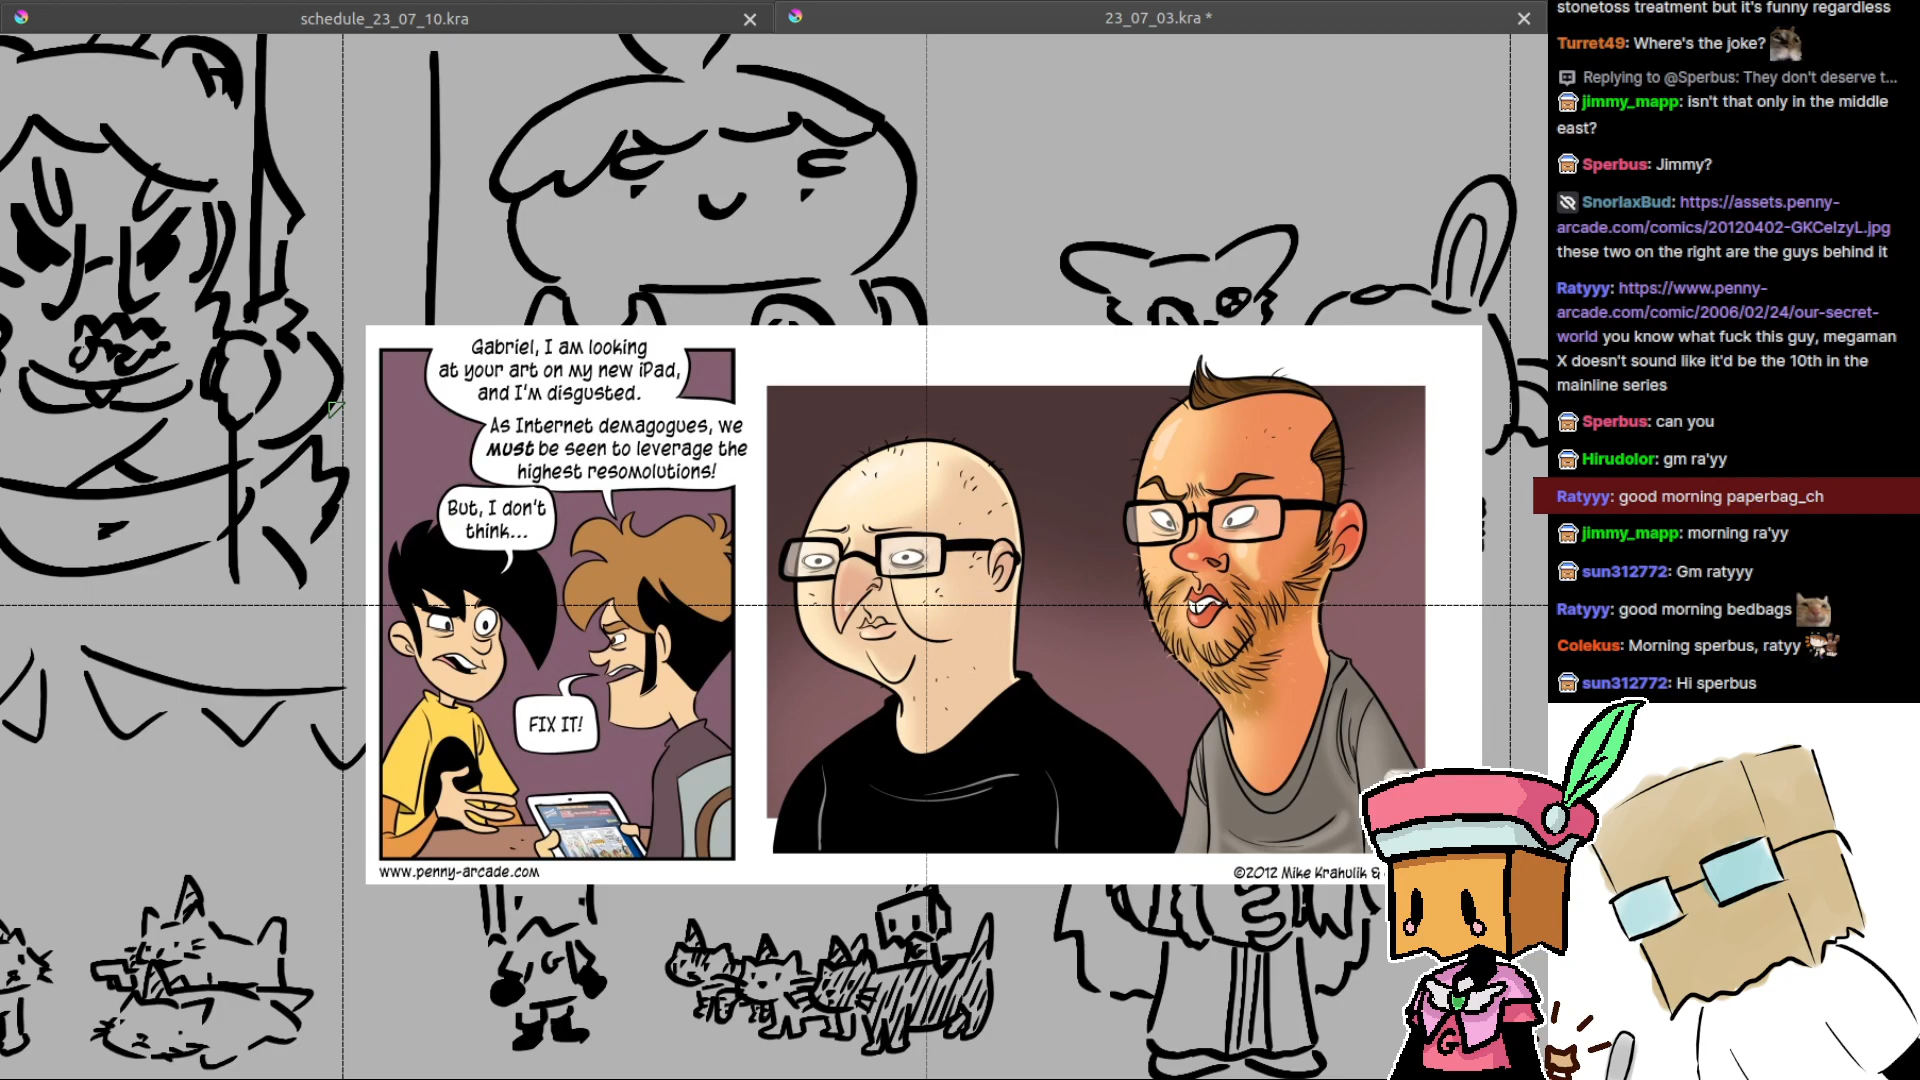 schedule_23_07_10.kra
23_07_03.kra *
stonetoss treatment but it's funny regardless
Turret49: Where's the joke?
Replying to @Sperbus: They don't deserve t...
jimmy_mapp: isn't that only in the middle
east?
Sperbus: Jimmy?
SnorlaxBud: https://assets.penny-
arcade.com/comics/20120402-GKCelzyL.jpg
these two on the right are the guys behind it
Ratyyy: https://www.penny-
arcade.com/comic/2006/02/24/our-secret-
world you know what fuck this guy, megaman
X doesn't sound like it'd be the 10th in the
mainline series
Sperbus: can you
Hirudolor: gm ra'yy
Ratyyy: good morning paperbag_ch
jimmy_mapp: morning ra'yy
sun312772: Gm ratyyy
Ratyyy: good morning bedbags
Colekus: Morning sperbus, ratyy
sun312772: Hi sperbus
Gabriel, I am looking
at your art on my new iPad,
and I'm disgusted.
As Internet demagogues, we
must be seen to leverage the
highest resomolutions!
But, I don't
think...
FIX IT!
www.penny-arcade.com
©2012 Mike Krahulik &
G
G